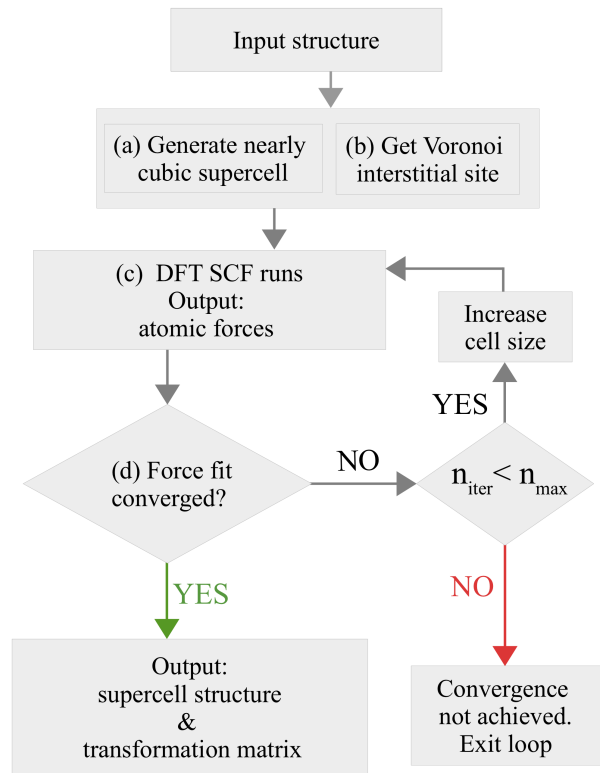 Input structure
(a) Generate nearly
cubic supercell
(b) Get Voronoi
interstitial site
(c) DFT SCF runs
Output:
atomic forces
Increase
cell size
YES
(d) Force fit
converged?
NO
n_iter < n_max
YES
NO
Output:
supercell structure
&
transformation matrix
Convergence
not achieved.
Exit loop